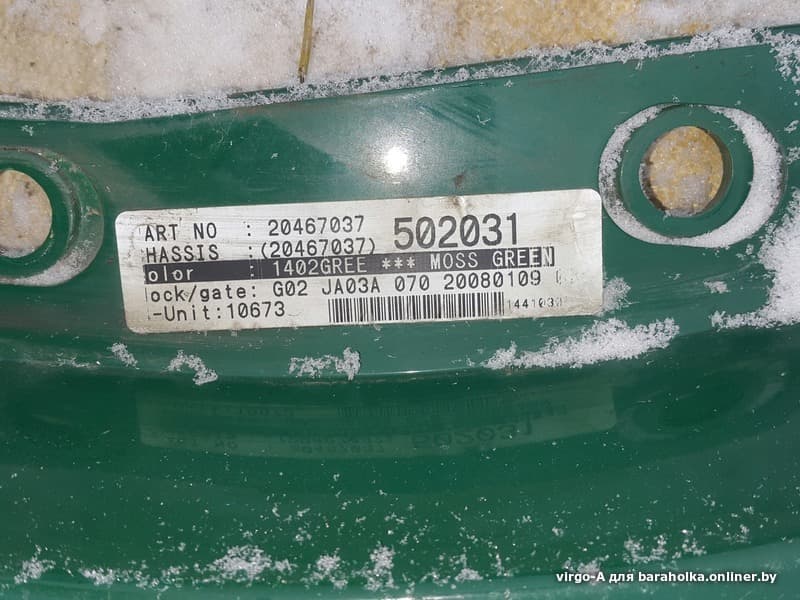 ART NO : 20467037 502031
HASSIS :(20467037)
olor : 1402GREE *** MOSS GREEN
lock/gate: G02 JA03A 070 20080109
-Unit:10673
virgo-A для baraholka.onliner.by